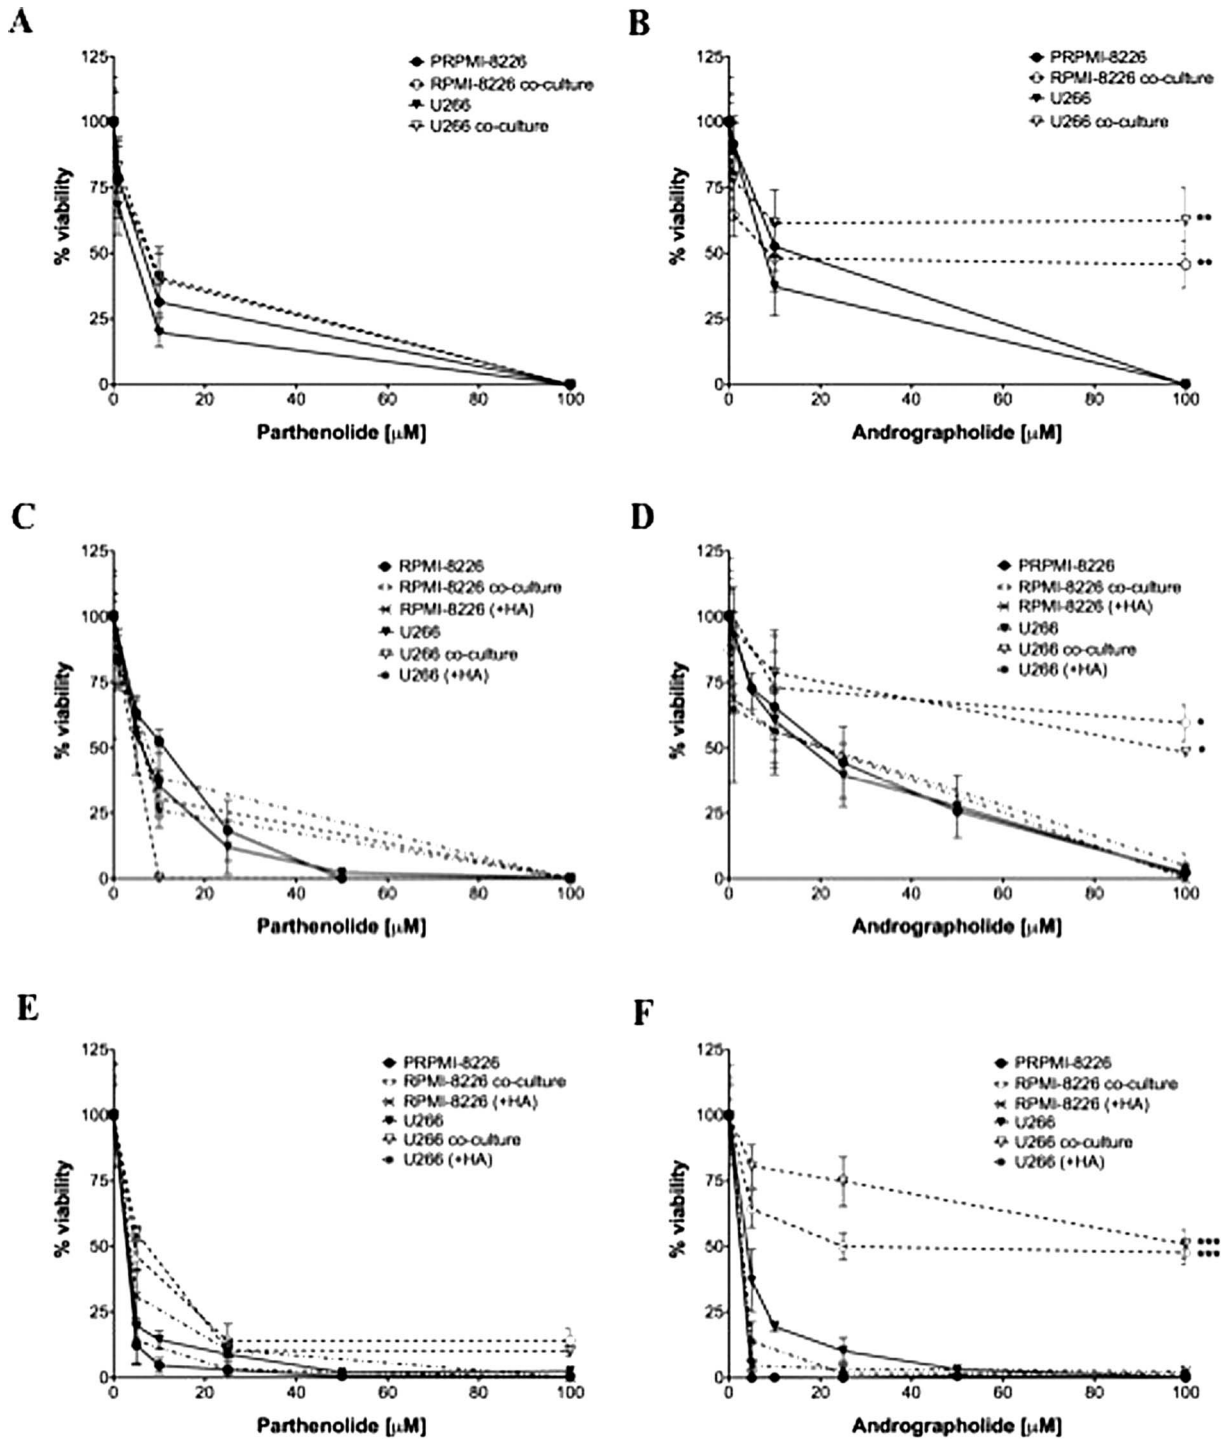 A
125
100
75
50
25
0
% viability
PRPMI-8226
RPMI-8226 co-culture
U266
U266 co-culture
0 20 40 60 80 100
Parthenolide [μM]
B
125
100
75
50
25
0
% viability
PRPMI-8226
RPMI-8226 co-culture
U266
U266 co-culture
**
**
0 20 40 60 80 100
Andrographolide [μM]
C
125
100
75
50
25
0
% viability
RPMI-8226
RPMI-8226 co-culture
RPMI-8226 (+HA)
U266
U266 co-culture
U266 (+HA)
0 20 40 60 80 100
Parthenolide [μM]
D
125
100
75
50
25
0
% viability
PRPMI-8226
RPMI-8226 co-culture
RPMI-8226 (+HA)
U266
U266 co-culture
U266 (+HA)
*
*
0 20 40 60 80 100
Andrographolide [μM]
E
125
100
75
50
25
0
% viability
PRPMI-8226
RPMI-8226 co-culture
RPMI-8226 (+HA)
U266
U266 co-culture
U266 (+HA)
0 20 40 60 80 100
Parthenolide [μM]
F
125
100
75
50
25
0
% viability
PRPMI-8226
RPMI-8226 co-culture
RPMI-8226 (+HA)
U266
U266 co-culture
U266 (+HA)
***
***
0 20 40 60 80 100
Andrographolide [μM]